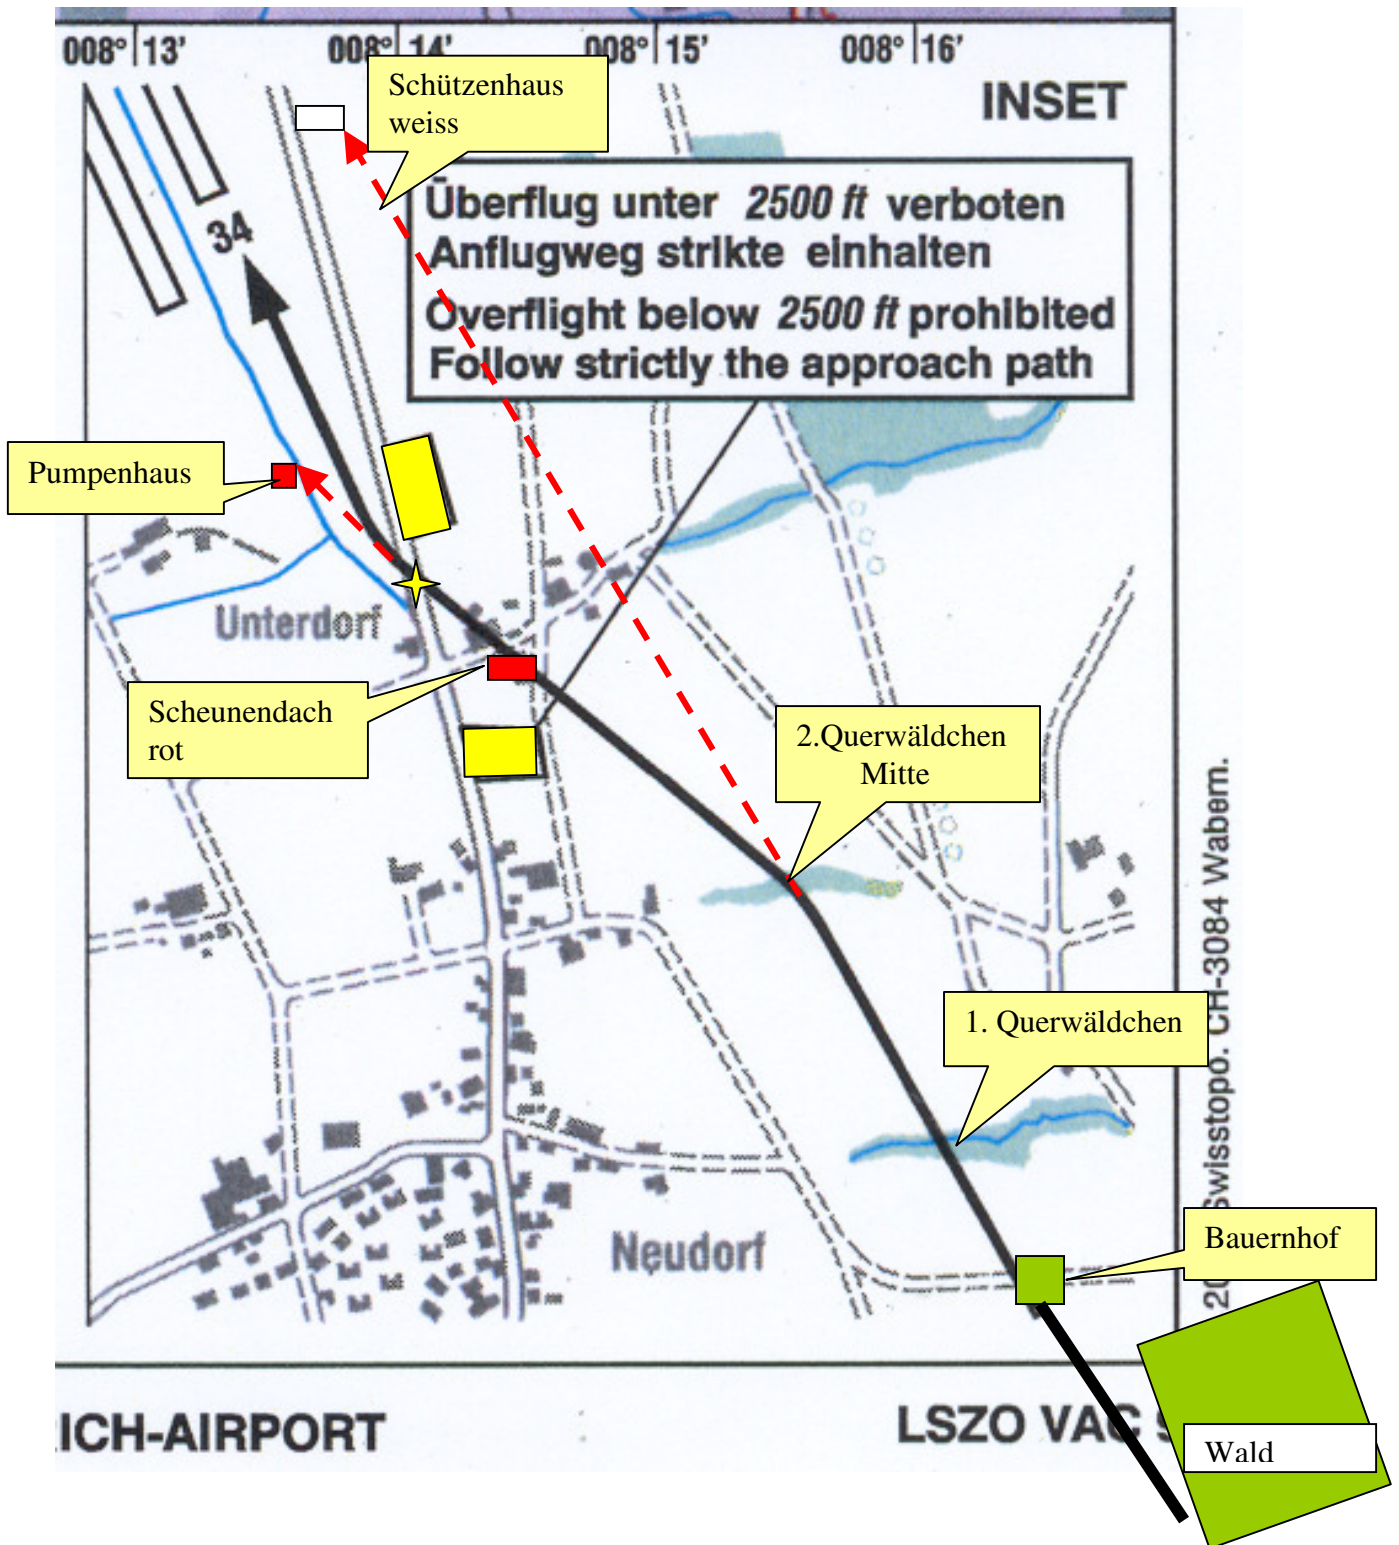 008° 13'
008° 14'
008° 15'
008° 16'
INSET
Schützenhaus
weiss
Überflug unter 2500 ft verboten
Anflugweg strikte einhalten
Overflight below 2500 ft prohibited
Follow strictly the approach path
34
Pumpenhaus
Unterdorf
Scheunendach
rot
2.Querwäldchen
Mitte
1. Querwäldchen
Swisstopo. CH-3084 Wabern.
Neudorf
Bauernhof
ICH-AIRPORT
LSZO VAC
Wald